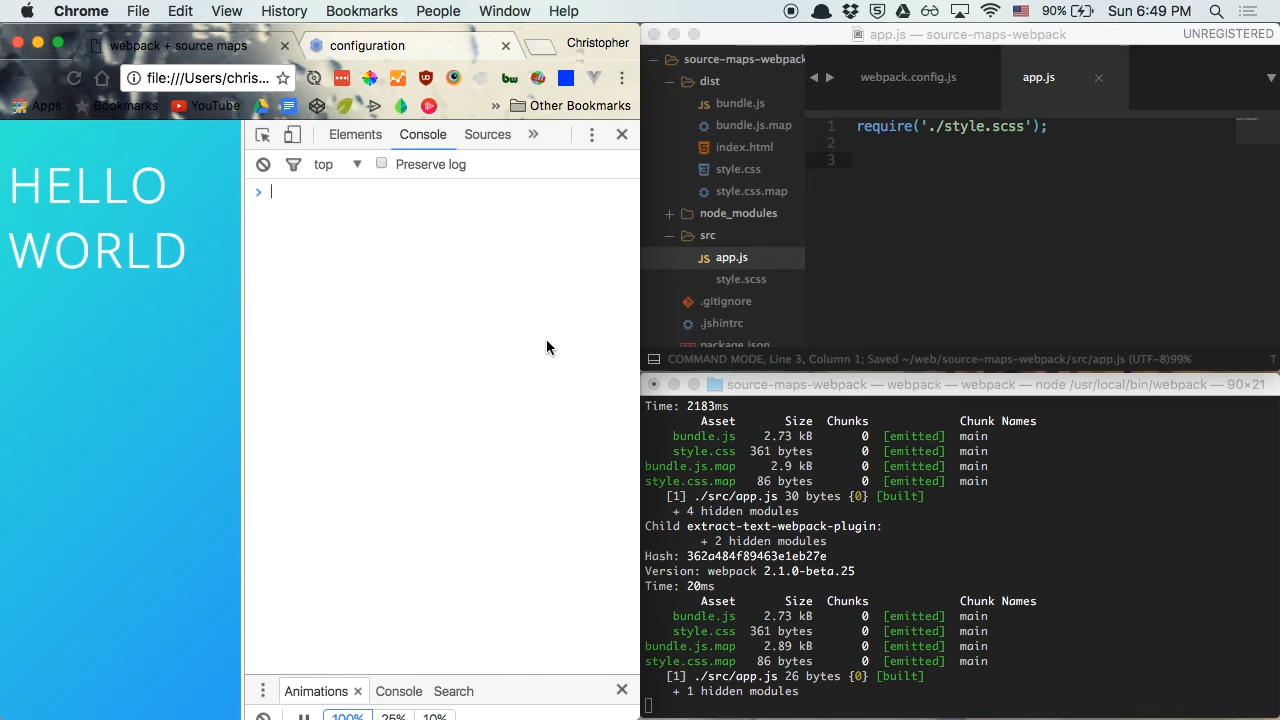 Chrome File Edit View History Bookmarks People Window Help 90% Sun 6:49 PM
webpack + source maps configuration Christopher
file:///Users/chris...
Apps Bookmarks YouTube bw » Other Bookmarks
HELLO
WORLD
Elements Console Sources »
top Preserve log
>
Animations Console Search
100% 25% 10%
app.js — source-maps-webpack UNREGISTERED
source-maps-webpack
dist
bundle.js
bundle.js.map
index.html
style.css
style.css.map
node_modules
src
app.js
style.scss
.gitignore
.jshintrc
package.json
webpack.config.js app.js
1 require('./style.scss');
2
3
COMMAND MODE, Line 3, Column 1; Saved ~/web/source-maps-webpack/src/app.js (UTF-8)99% T
source-maps-webpack — webpack — webpack — node /usr/local/bin/webpack — 90×21
Time: 2183ms
Asset Size Chunks Chunk Names
bundle.js 2.73 kB 0 [emitted] main
style.css 361 bytes 0 [emitted] main
bundle.js.map 2.9 kB 0 [emitted] main
style.css.map 86 bytes 0 [emitted] main
[1] ./src/app.js 30 bytes {0} [built]
+ 4 hidden modules
Child extract-text-webpack-plugin:
+ 2 hidden modules
Hash: 362a484f89463e1eb27e
Version: webpack 2.1.0-beta.25
Time: 20ms
Asset Size Chunks Chunk Names
bundle.js 2.73 kB 0 [emitted] main
style.css 361 bytes 0 [emitted] main
bundle.js.map 2.89 kB 0 [emitted] main
style.css.map 86 bytes 0 [emitted] main
[1] ./src/app.js 26 bytes {0} [built]
+ 1 hidden modules